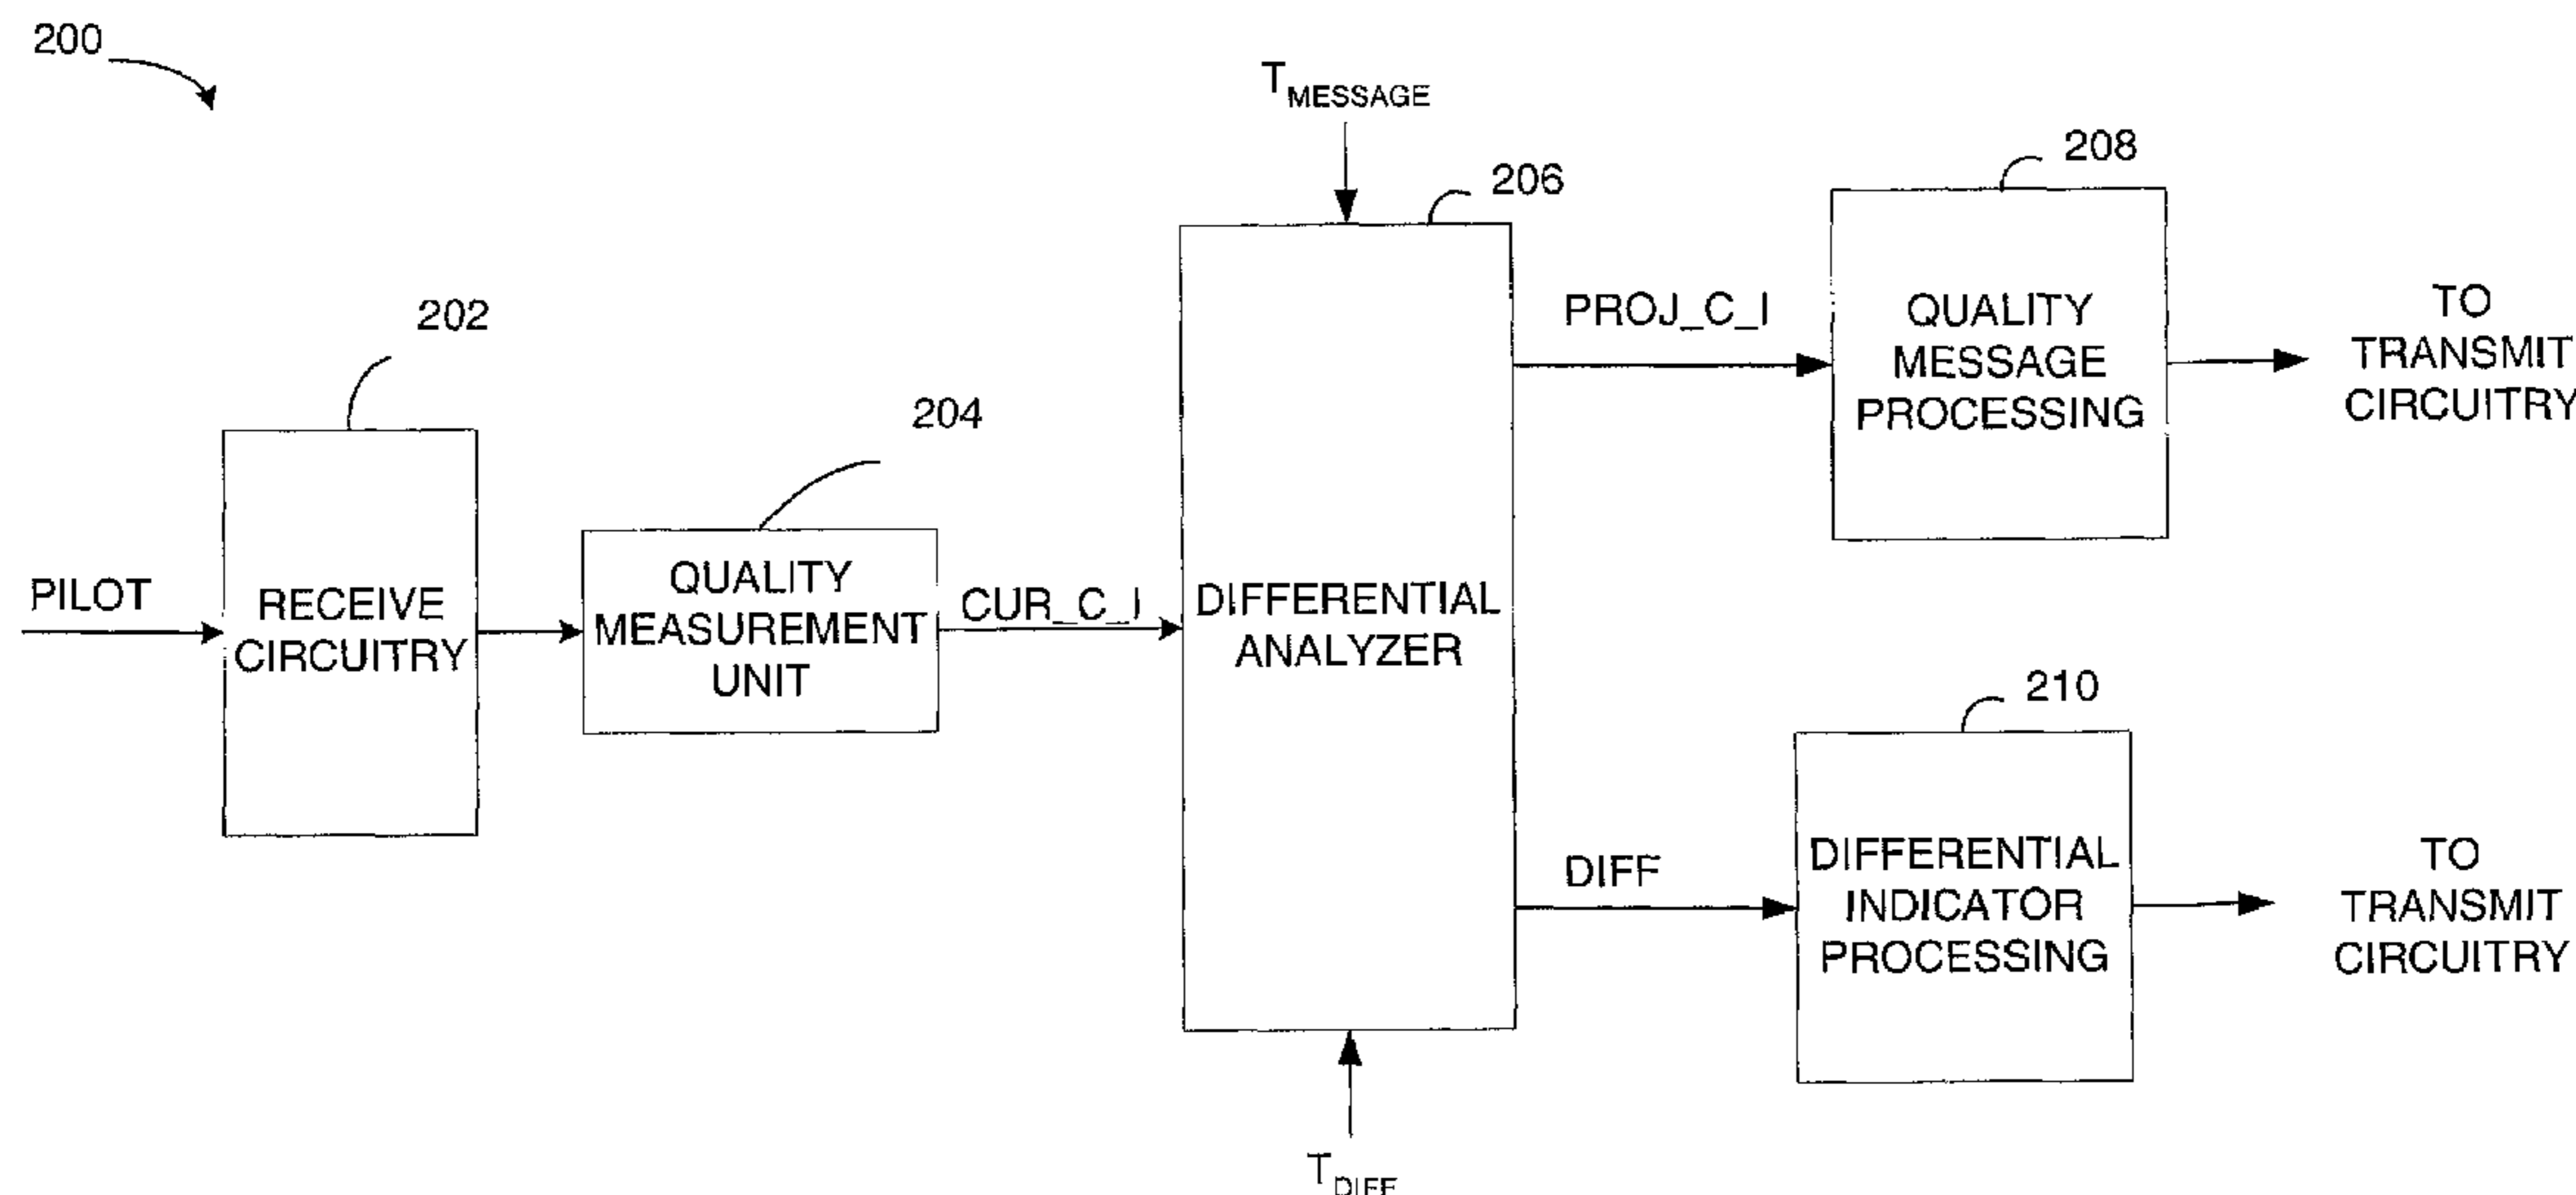 200
T_MESSAGE
206
208
202
204
PILOT
RECEIVE
CIRCUITRY
QUALITY
MEASUREMENT
UNIT
CUR_C_I
DIFFERENTIAL
ANALYZER
PROJ_C_I
QUALITY
MESSAGE
PROCESSING
TO
TRANSMIT
CIRCUITRY
210
DIFF
DIFFERENTIAL
INDICATOR
PROCESSING
TO
TRANSMIT
CIRCUITRY
T_DIFF